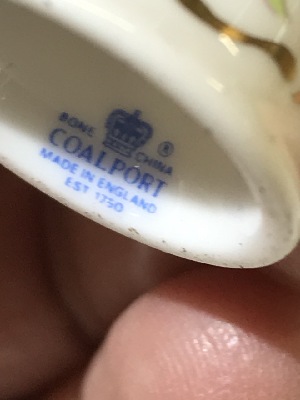 BONE CHINA ®
COALPORT
MADE IN ENGLAND
EST 1750